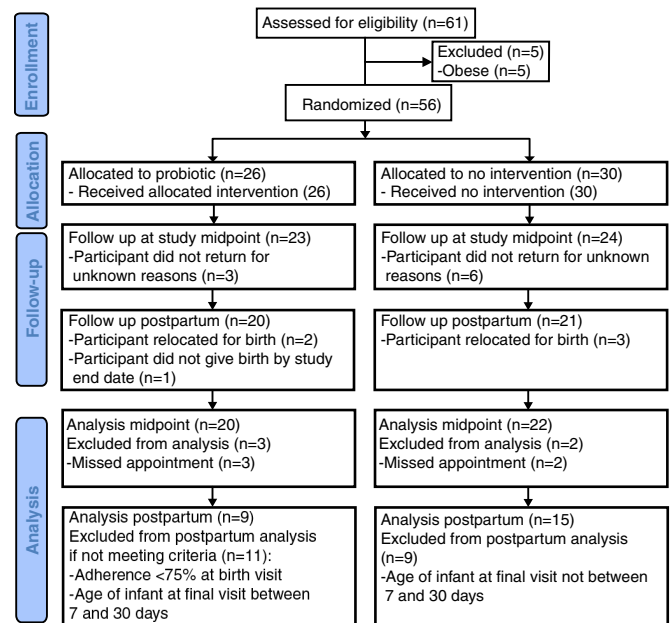 Enrollment
Assessed for eligibility (n=61)
Excluded (n=5)
-Obese (n=5)
Randomized (n=56)
Allocation
Allocated to probiotic (n=26)
- Received allocated intervention (26)
Allocated to no intervention (n=30)
- Received no intervention (30)
Follow-up
Follow up at study midpoint (n=23)
-Participant did not return for
unknown reasons (n=3)
Follow up at study midpoint (n=24)
-Participant did not return for unknown
reasons (n=6)
Follow up postpartum (n=20)
-Participant relocated for birth (n=2)
-Participant did not give birth by study
end date (n=1)
Follow up postpartum (n=21)
-Participant relocated for birth (n=3)
Analysis
Analysis midpoint (n=20)
Excluded from analysis (n=3)
-Missed appointment (n=3)
Analysis midpoint (n=22)
Excluded from analysis (n=2)
-Missed appointment (n=2)
Analysis postpartum (n=9)
Excluded from postpartum analysis
if not meeting criteria (n=11):
-Adherence <75% at birth visit
-Age of infant at final visit between
7 and 30 days
Analysis postpartum (n=15)
Excluded from postpartum analysis
(n=9)
-Age of infant at final visit not between
7 and 30 days